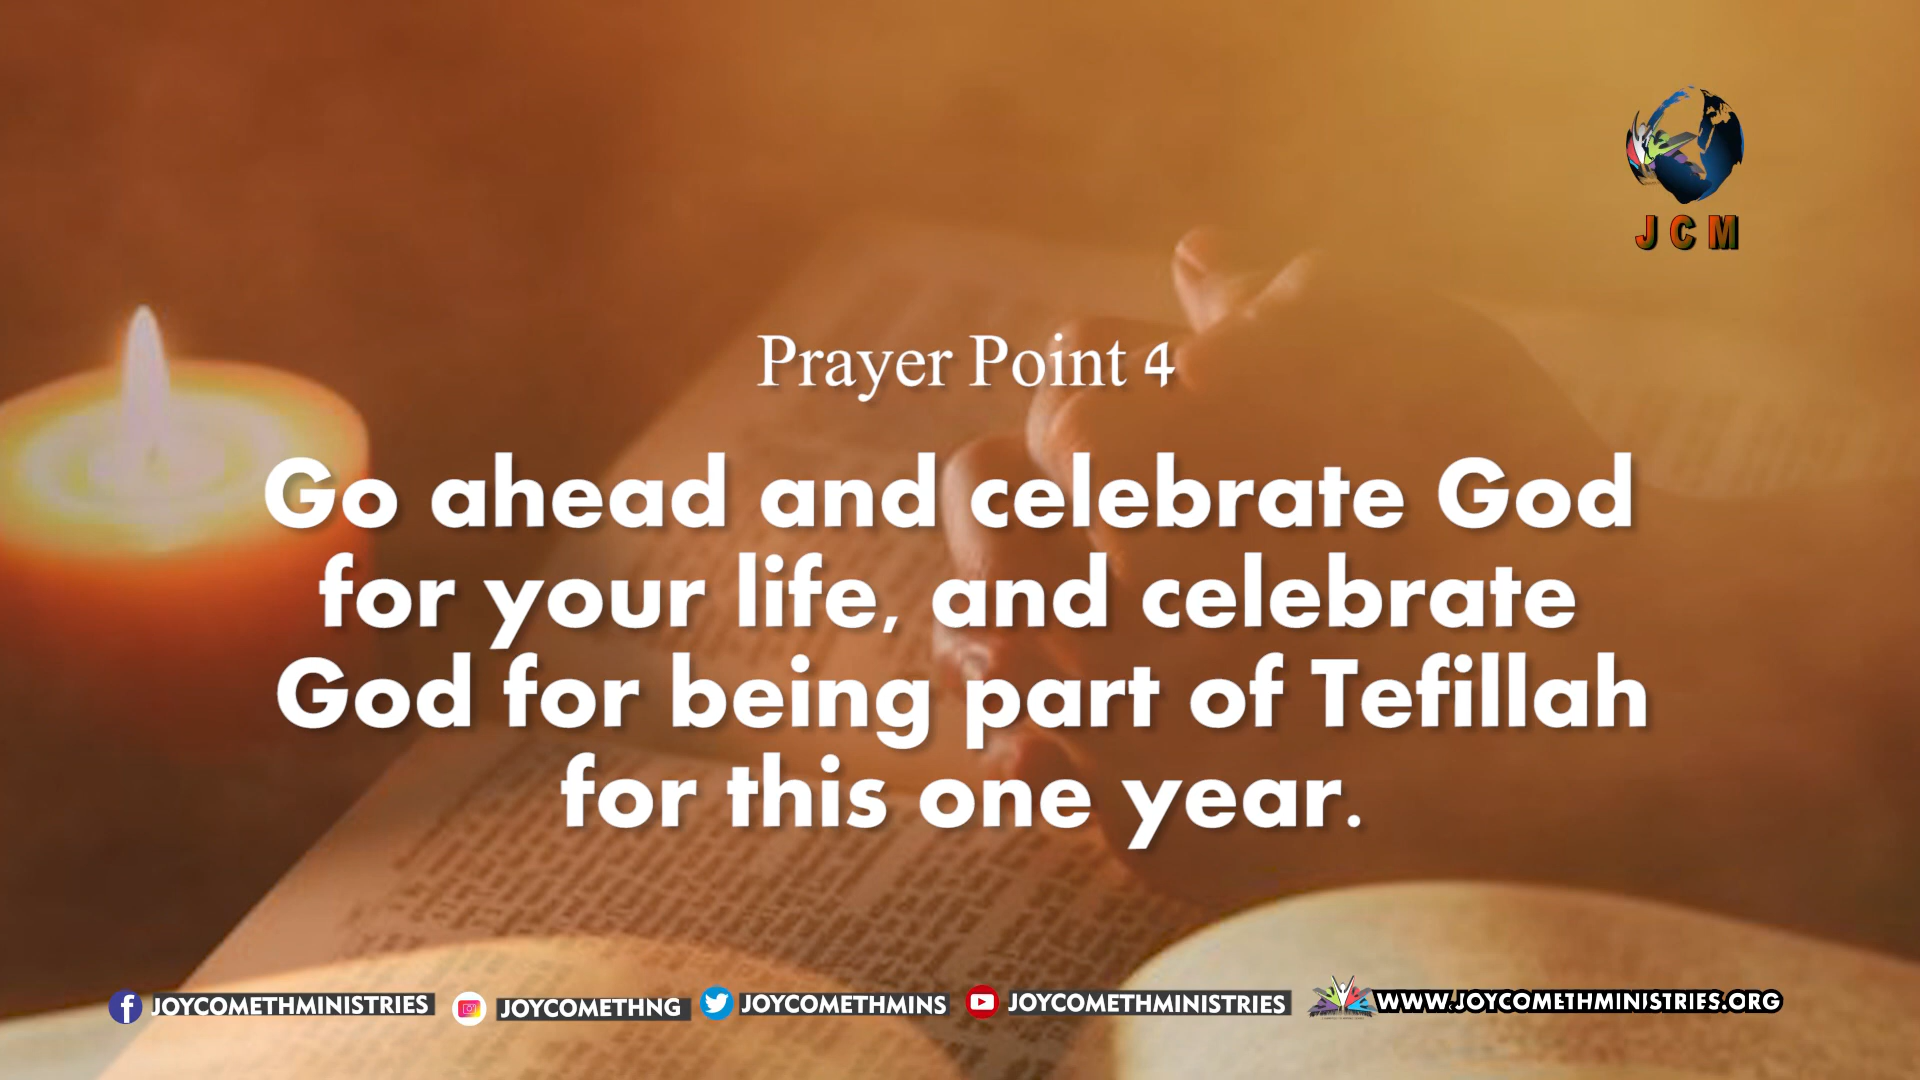 JCM
Prayer Point 4
Go ahead and celebrate God
for your life, and celebrate
God for being part of Tefillah
for this one year.
JOYCOMETHMINISTRIES JOYCOMETHNG JOYCOMETHMINS JOYCOMETHMINISTRIES WWW.JOYCOMETHMINISTRIES.ORG